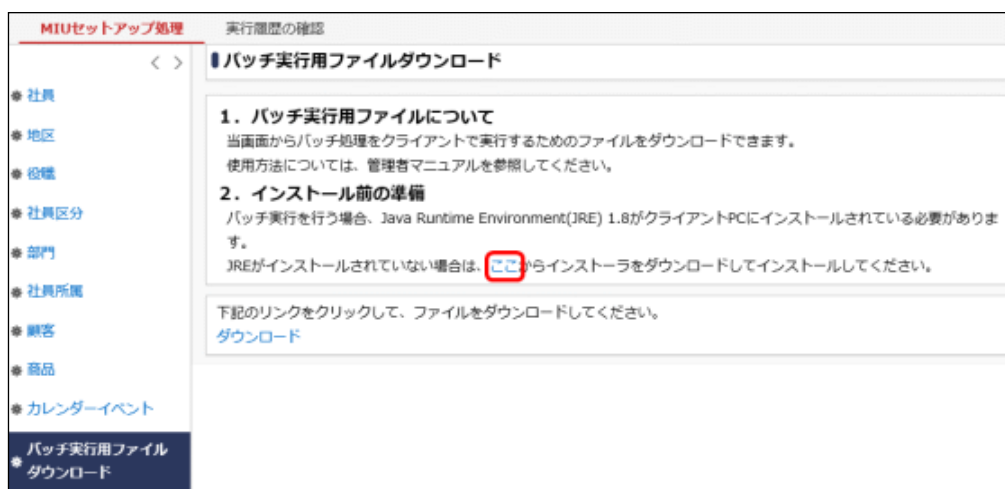 MIUセットアップ処理 実行履歴の確認
< >
社員
地区
役職
社員区分
部門
社員所属
顧客
商品
カレンダーイベント
バッチ実行用ファイル
ダウンロード
バッチ実行用ファイルダウンロード
1. バッチ実行用ファイルについて
当画面からバッチ処理をクライアントで実行するためのファイルをダウンロードできます。
使用方法については、管理者マニュアルを参照してください。
2. インストール前の準備
バッチ実行を行う場合、Java Runtime Environment(JRE) 1.8がクライアントPCにインストールされている必要がありま
す。
JREがインストールされていない場合は、ここからインストーラをダウンロードしてインストールしてください。
下記のリンクをクリックして、ファイルをダウンロードしてください。
ダウンロード